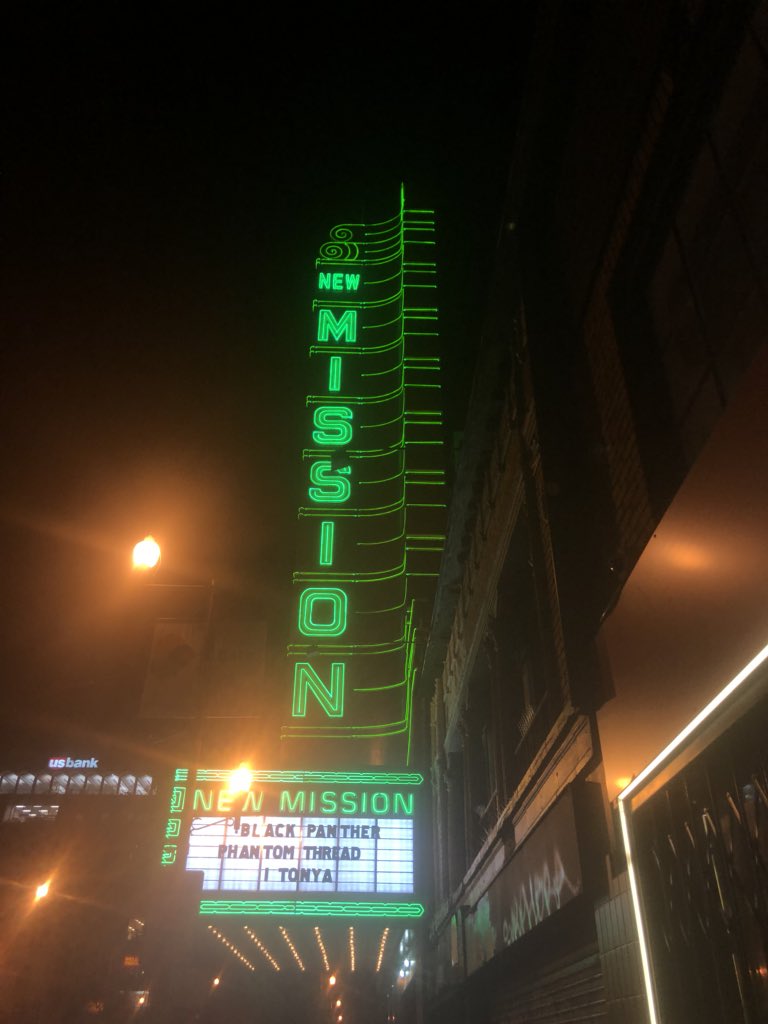 NEW
MISSION
usbank
NEW MISSION
BLACK PANTHER
PHANTOM THREAD
I TONYA